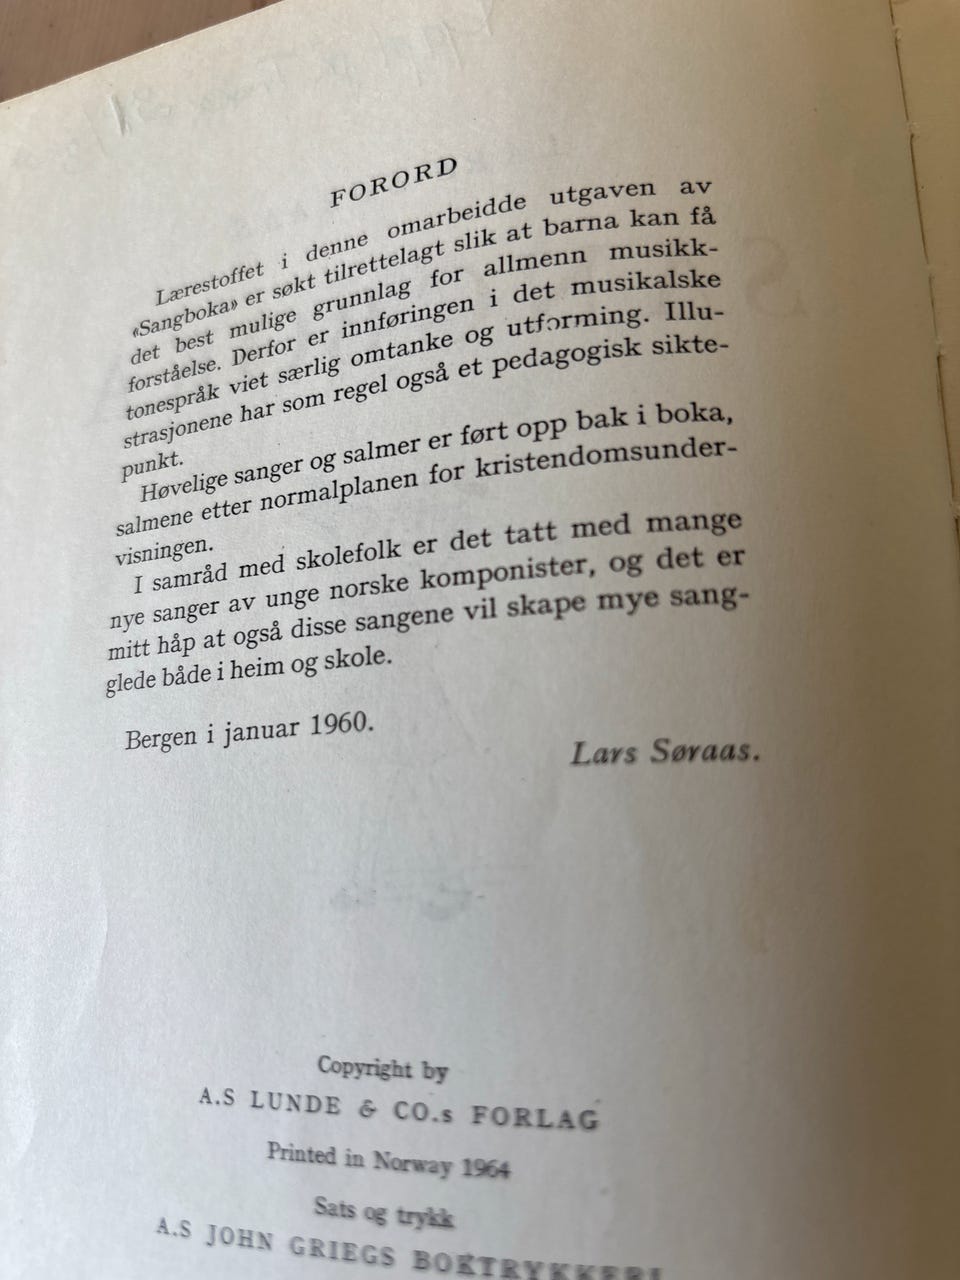 FORORD
Lærestoffet i denne omarbeidde utgaven av
«Sangboka» er søkt tilrettelagt slik at barna kan få
det best mulige grunnlag for allmenn musikk-
forståelse. Derfor er innføringen i det musikalske
tonespråk viet særlig omtanke og utforming. Illu-
strasjonene har som regel også et pedagogisk sikte-
punkt.
Høvelige sanger og salmer er ført opp bak i boka,
salmene etter normalplanen for kristendomsunder-
visningen.
I samråd med skolefolk er det tatt med mange
nye sanger av unge norske komponister, og det er
mitt håp at også disse sangene vil skape mye sang-
glede både i heim og skole.
Bergen i januar 1960.
Lars Søraas.
Copyright by
A.S LUNDE & CO.s FORLAG
Printed in Norway 1964
Sats og trykk
A.S JOHN GRIEGS BOKTRYKKERI